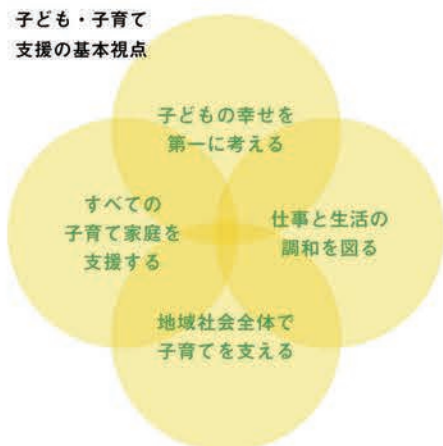 子ども・子育て
支援の基本視点
子どもの幸せを
第一に考える
すべての
子育て家庭を
支援する
仕事と生活の
調和を図る
地域社会全体で
子育てを支える